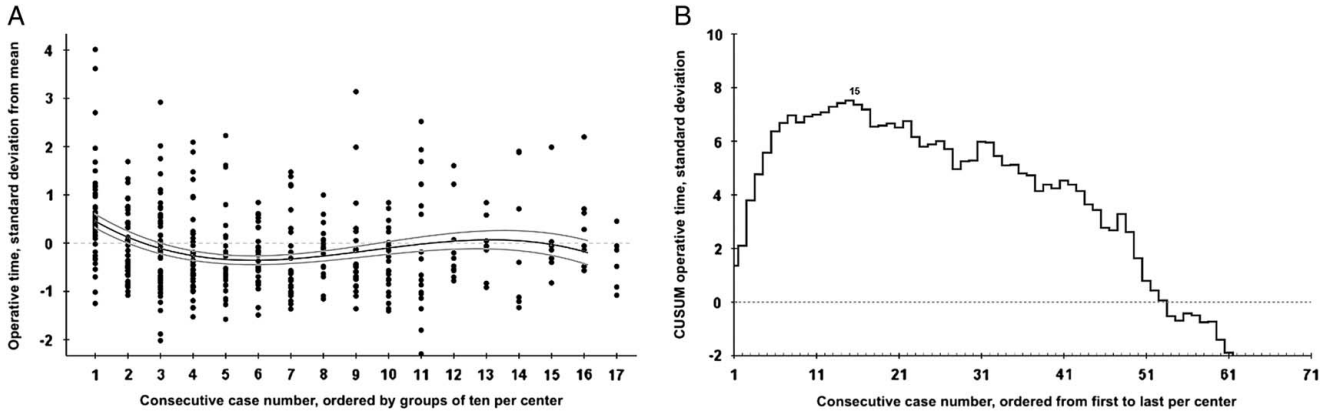 A
Operative time, standard deviation from mean
4
3
2
1
0
-1
-2
1 2 3 4 5 6 7 8 9 10 11 12 13 14 15 16 17
Consecutive case number, ordered by groups of ten per center
B
CUSUM operative time, standard deviation
10
8
6
4
2
0
-2
15
1 11 21 31 41 51 61 71
Consecutive case number, ordered from first to last per center